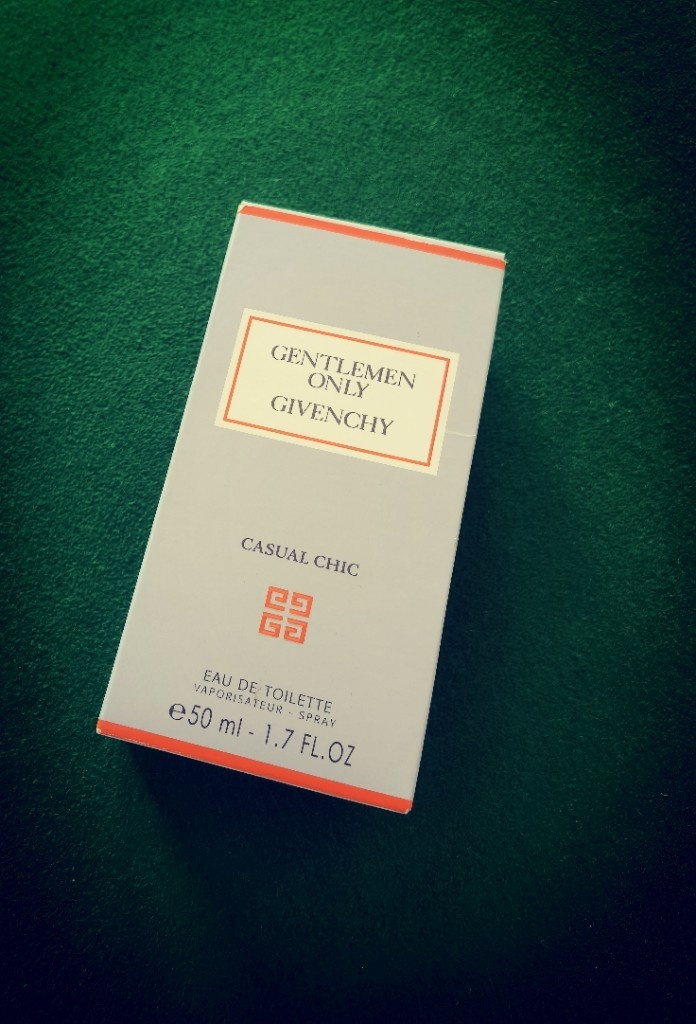 GENTLEMEN
ONLY
GIVENCHY
CASUAL CHIC
EAU DE TOILETTE
VAPORISATEUR - SPRAY
℮50 ml - 1.7 FL.OZ